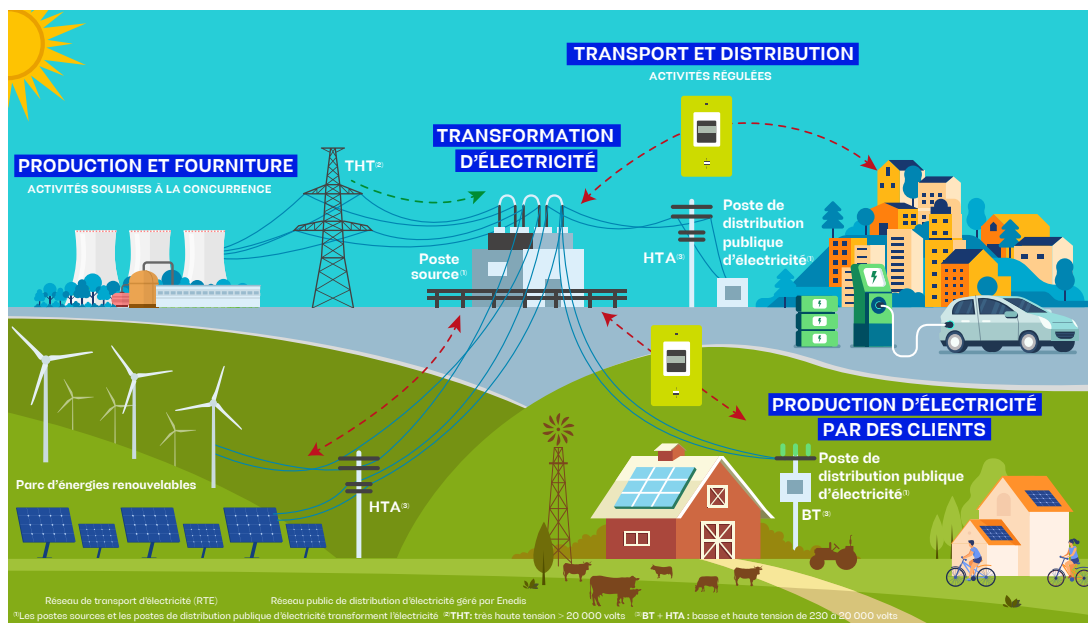 TRANSPORT ET DISTRIBUTION
ACTIVITÉS RÉGULÉES
TRANSFORMATION
D'ÉLECTRICITÉ
PRODUCTION ET FOURNITURE
ACTIVITÉS SOUMISES À LA CONCURRENCE
THT(2)
Poste
source(1)
HTA(3)
Poste de
distribution
publique
d'électricité(1)
PRODUCTION D'ÉLECTRICITÉ
PAR DES CLIENTS
Poste de
distribution publique
d'électricité(1)
BT(3)
Parc d'énergies renouvelables
HTA(3)
Réseau de transport d'électricité (RTE)
Réseau public de distribution d'électricité géré par Enedis
(1)Les postes sources et les postes de distribution publique d'électricité transforment l'électricité (2)THT: très haute tension > 20 000 volts (3)BT + HTA : basse et haute tension de 230 à 20 000 volts